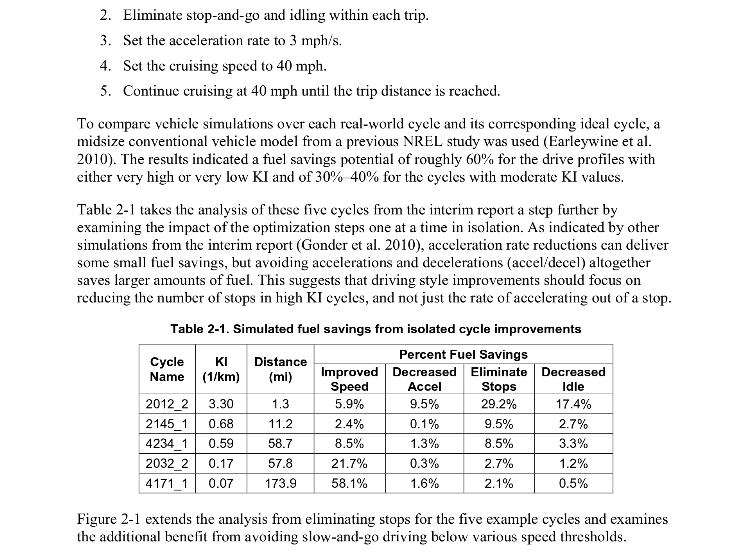 2. Eliminate stop-and-go and idling within each trip.
3. Set the acceleration rate to 3 mph/s.
4. Set the cruising speed to 40 mph.
5. Continue cruising at 40 mph until the trip distance is reached.
To compare vehicle simulations over each real-world cycle and its corresponding ideal cycle, a
midsize conventional vehicle model from a previous NREL study was used (Earleywine et al.
2010). The results indicated a fuel savings potential of roughly 60% for the drive profiles with
either very high or very low KI and of 30%–40% for the cycles with moderate KI values.
Table 2-1 takes the analysis of these five cycles from the interim report a step further by
examining the impact of the optimization steps one at a time in isolation. As indicated by other
simulations from the interim report (Gonder et al. 2010), acceleration rate reductions can deliver
some small fuel savings, but avoiding accelerations and decelerations (accel/decel) altogether
saves larger amounts of fuel. This suggests that driving style improvements should focus on
reducing the number of stops in high KI cycles, and not just the rate of accelerating out of a stop.
Table 2-1. Simulated fuel savings from isolated cycle improvements
Cycle Name KI (1/km) Distance (mi) Percent Fuel Savings
Improved Speed Decreased Accel Eliminate Stops Decreased Idle
2012_2 3.30 1.3 5.9% 9.5% 29.2% 17.4%
2145_1 0.68 11.2 2.4% 0.1% 9.5% 2.7%
4234_1 0.59 58.7 8.5% 1.3% 8.5% 3.3%
2032_2 0.17 57.8 21.7% 0.3% 2.7% 1.2%
4171_1 0.07 173.9 58.1% 1.6% 2.1% 0.5%
Figure 2-1 extends the analysis from eliminating stops for the five example cycles and examines
the additional benefit from avoiding slow-and-go driving below various speed thresholds.